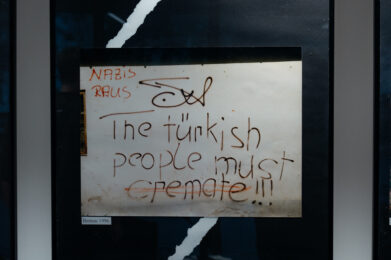 NAZIS
RAUS
The türkish
people must
cremate!!!